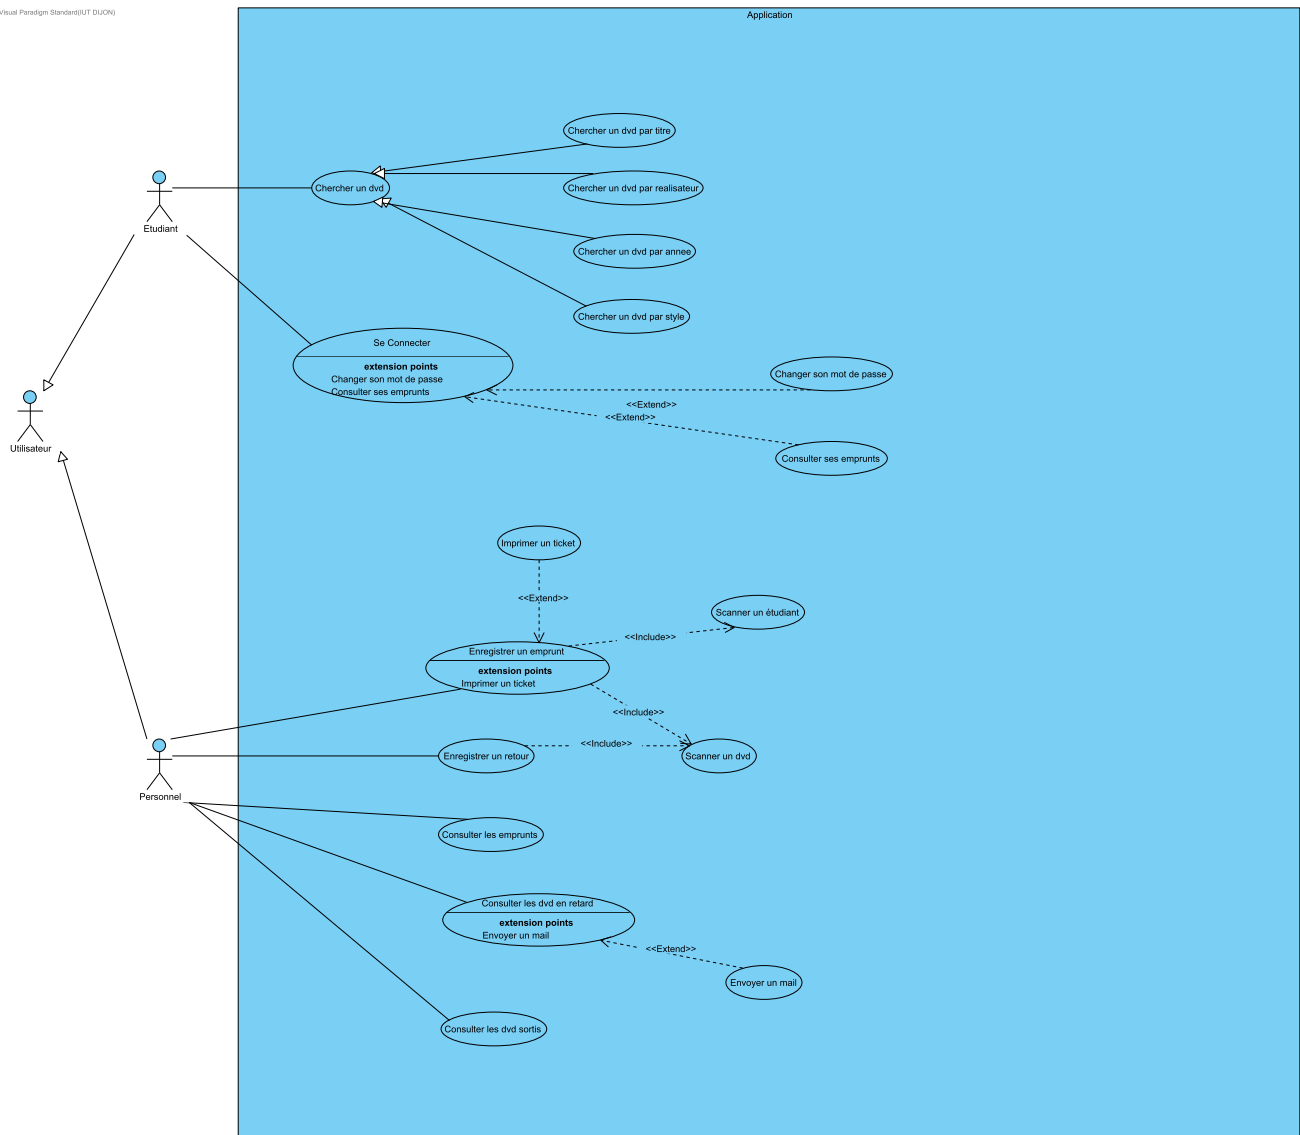 Visual Paradigm Standard(IUT DIJON)
Application
Chercher un dvd par titre
Chercher un dvd
Chercher un dvd par realisateur
Etudiant
Chercher un dvd par annee
Chercher un dvd par style
Se Connecter
extension points
Changer son mot de passe
Consulter ses emprunts
Changer son mot de passe
<<Extend>>
<<Extend>>
Utilisateur
Consulter ses emprunts
Imprimer un ticket
<<Extend>>
Scanner un étudiant
<<Include>>
Enregistrer un emprunt
extension points
Imprimer un ticket
<<Include>>
<<Include>>
Enregistrer un retour
Scanner un dvd
Personnel
Consulter les emprunts
Consulter les dvd en retard
extension points
Envoyer un mail
<<Extend>>
Envoyer un mail
Consulter les dvd sortis